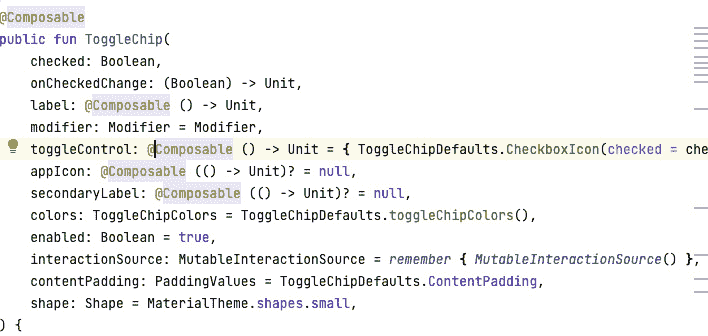 @Composable
public fun ToggleChip(
    checked: Boolean,
    onCheckedChange: (Boolean) -> Unit,
    label: @Composable () -> Unit,
    modifier: Modifier = Modifier,
    toggleControl: @Composable () -> Unit = { ToggleChipDefaults.CheckboxIcon(checked = che
    appIcon: @Composable (() -> Unit)? = null,
    secondaryLabel: @Composable (() -> Unit)? = null,
    colors: ToggleChipColors = ToggleChipDefaults.toggleChipColors(),
    enabled: Boolean = true,
    interactionSource: MutableInteractionSource = remember { MutableInteractionSource() },
    contentPadding: PaddingValues = ToggleChipDefaults.ContentPadding,
    shape: Shape = MaterialTheme.shapes.small,
) {